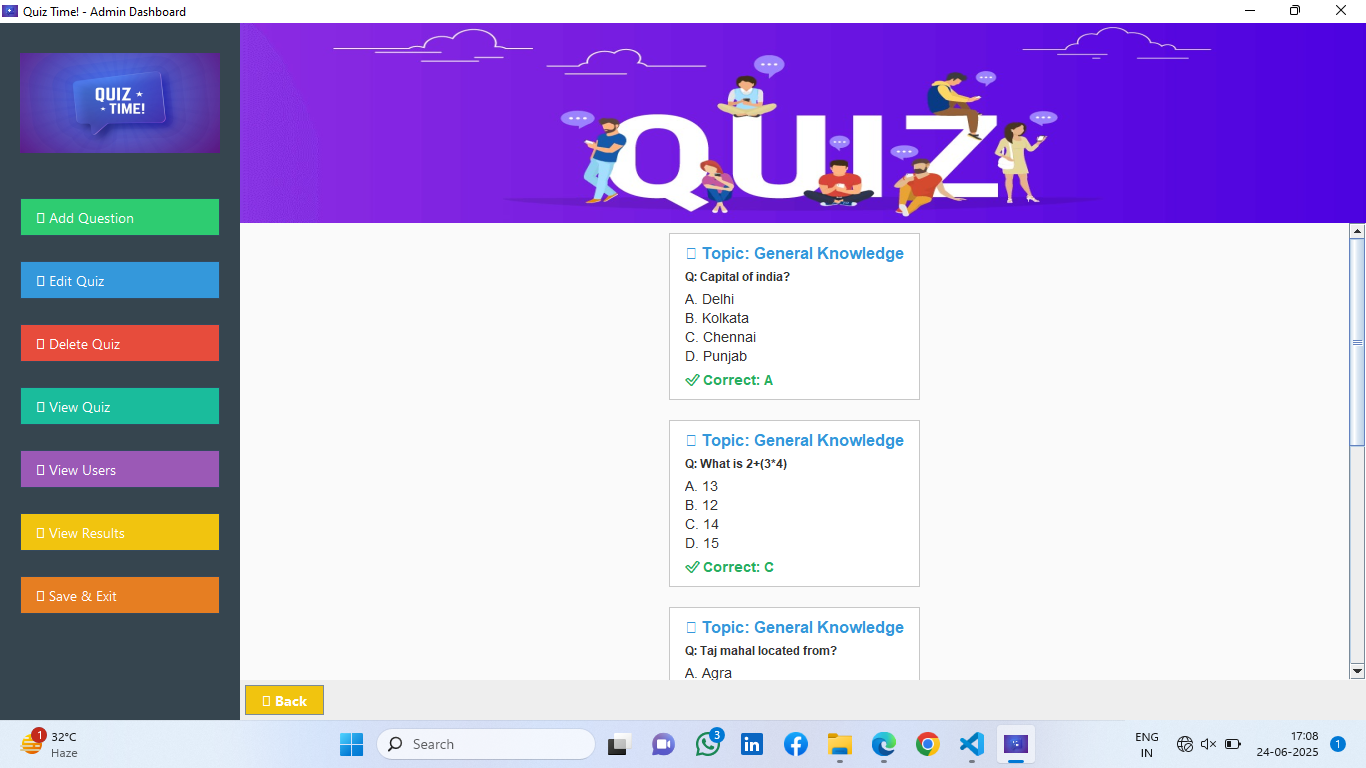 Quiz Time! - Admin Dashboard
QUIZ
TIME!
QUIZ
Add Question
Edit Quiz
Delete Quiz
View Quiz
View Users
View Results
Save & Exit
Topic: General Knowledge
Q: Capital of india?
A. Delhi
B. Kolkata
C. Chennai
D. Punjab
✓ Correct: A
Topic: General Knowledge
Q: What is 2+(3*4)
A. 13
B. 12
C. 14
D. 15
✓ Correct: C
Topic: General Knowledge
Q: Taj mahal located from?
A. Agra
Back
1
32°C
Haze
Search
3
ENG
IN
17:08
24-06-2025
1